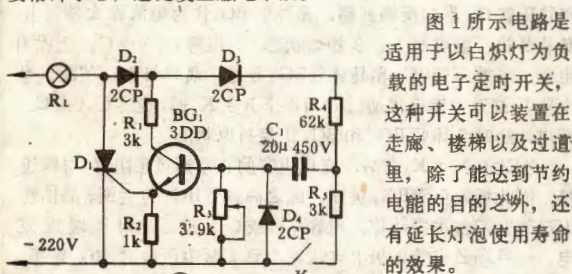 D₂
D₃
2CP
2CP
R_L
R₁
3k
BG₁
3DD
R₄
62k
C₁
20μ 450V
D₁
R₂
1k
R₃
3.9k
D₄
2CP
R₅
3k
~220V
K
图 1 所示电路是
适用于以白炽灯为负
载的电子定时开关,
这种开关可以装置在
走廊、楼梯以及过道
里,除了能达到节约
电能的目的之外,还
有延长灯泡使用寿命
的效果。